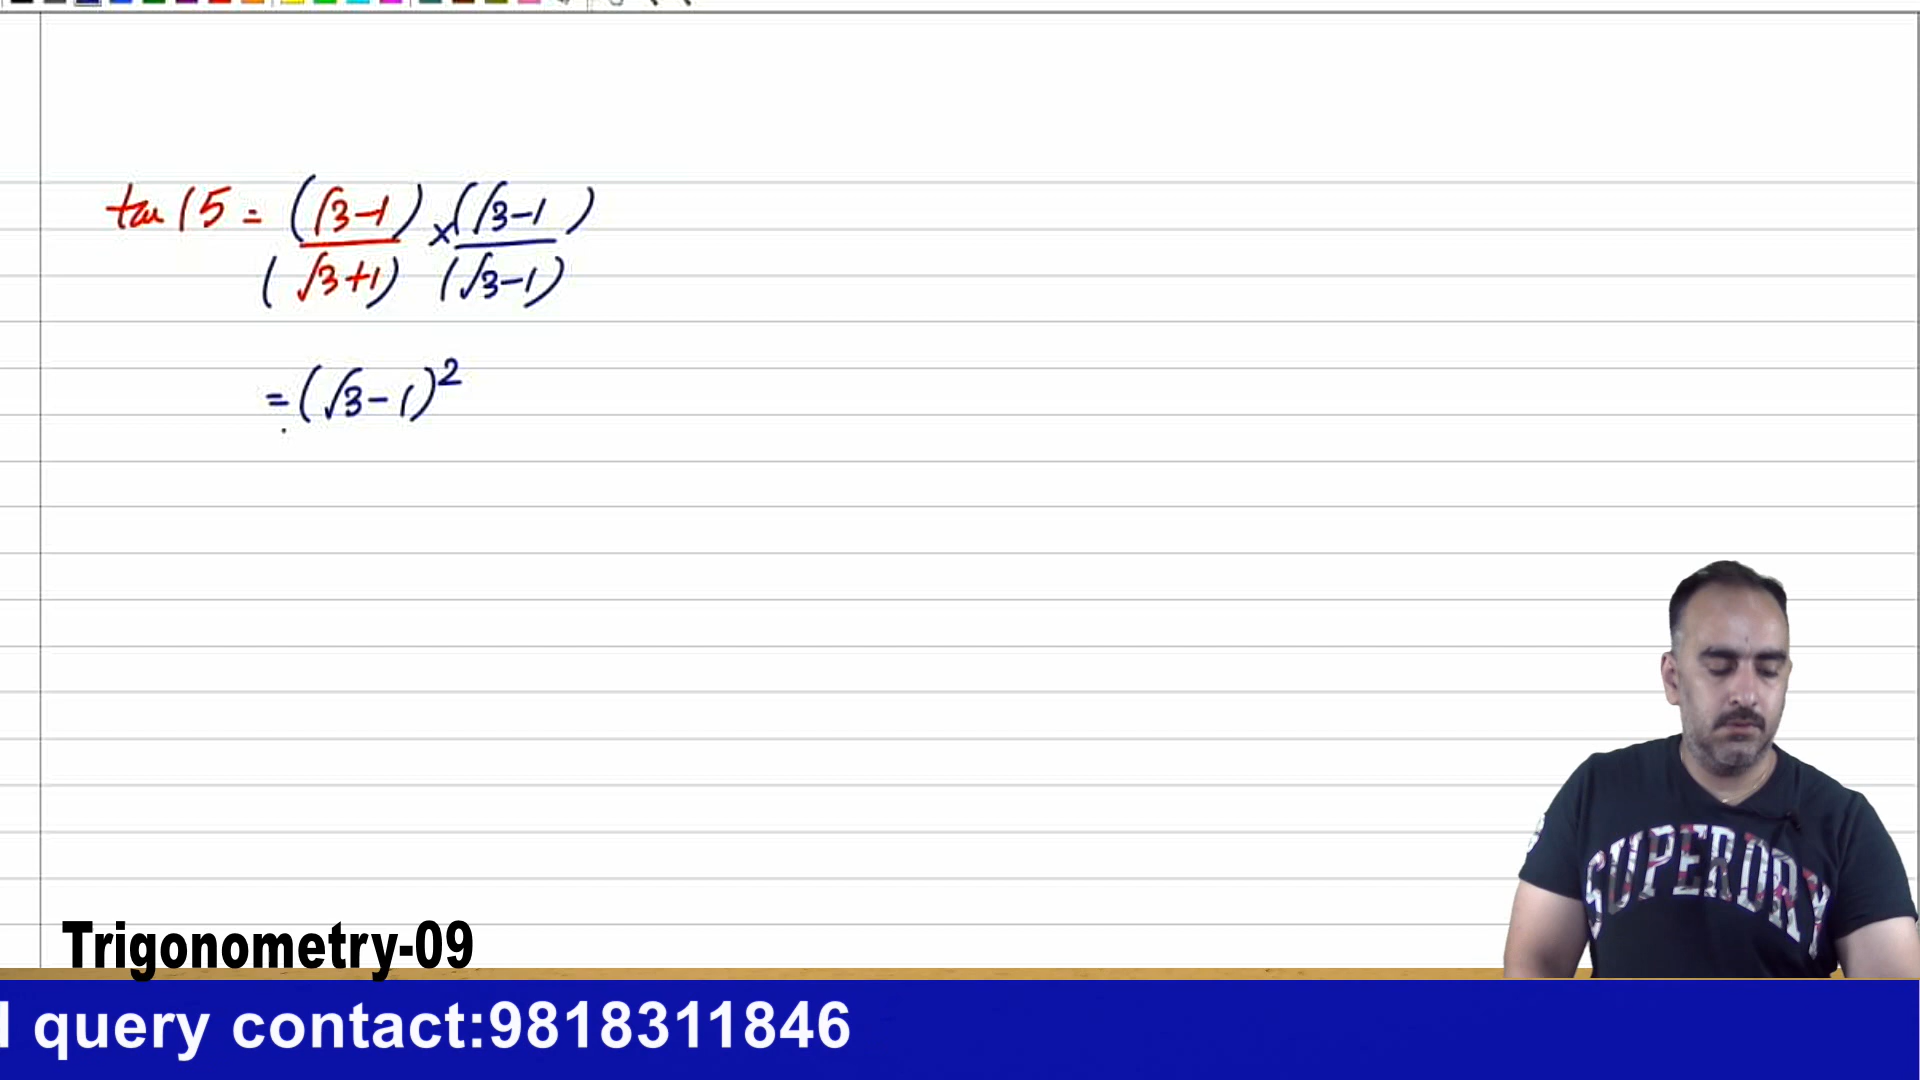 tan 15 = (√3-1) × (√3-1)
(√3+1) (√3-1)
= (√3-1)²
SUPERDRY
Trigonometry-09
query contact:9818311846